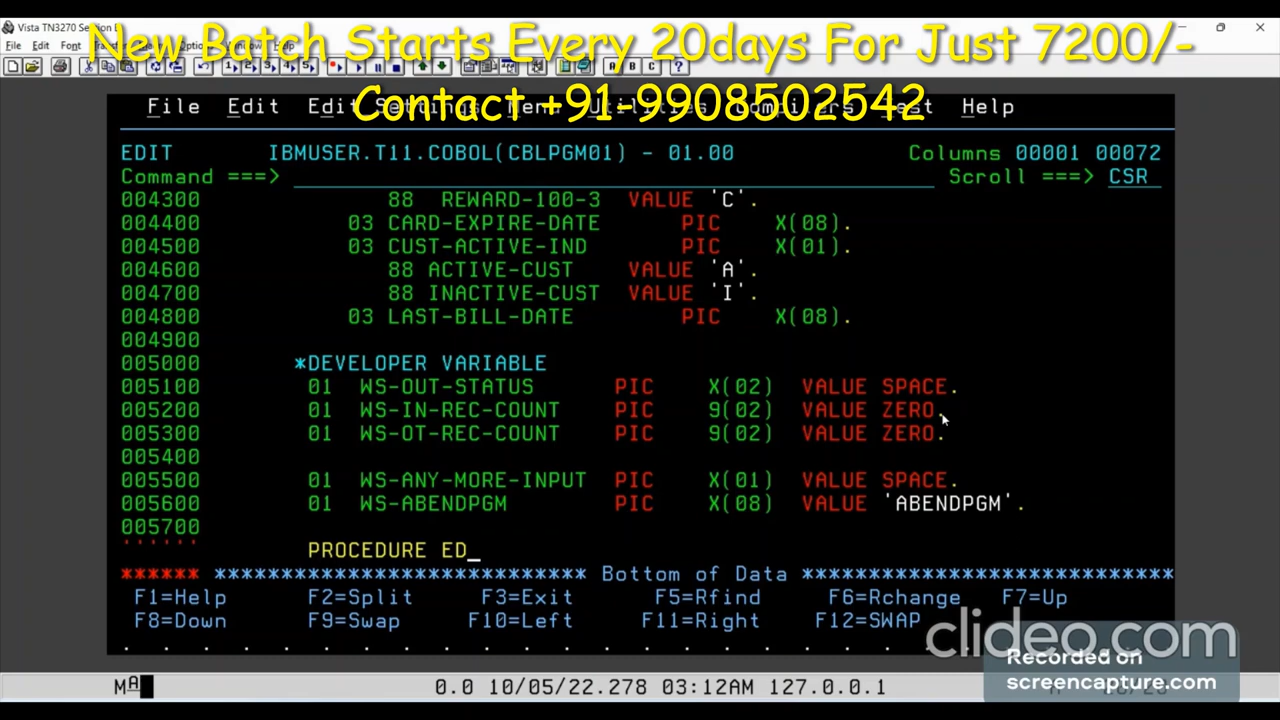 Vista TN3270 Session
New Batch Starts Every 20days For Just 7200/-
File Edit Font
Contact +91-9908502542
File Edit Edit Settings Menu Utilities Compilers Test Help
EDIT IBMUSER.T11.COBOL(CBLPGM01) - 01.00 Columns 00001 00072
Command ===> Scroll ===> CSR
004300 88 REWARD-100-3 VALUE 'C'.
004400 03 CARD-EXPIRE-DATE PIC X(08).
004500 03 CUST-ACTIVE-IND PIC X(01).
004600 88 ACTIVE-CUST VALUE 'A'.
004700 88 INACTIVE-CUST VALUE 'I'.
004800 03 LAST-BILL-DATE PIC X(08).
004900
005000 *DEVELOPER VARIABLE
005100 01 WS-OUT-STATUS PIC X(02) VALUE SPACE.
005200 01 WS-IN-REC-COUNT PIC 9(02) VALUE ZERO.
005300 01 WS-OT-REC-COUNT PIC 9(02) VALUE ZERO.
005400
005500 01 WS-ANY-MORE-INPUT PIC X(01) VALUE SPACE.
005600 01 WS-ABENDPGM PIC X(08) VALUE 'ABENDPGM'.
005700
'''''' PROCEDURE ED_
****** **************************** Bottom of Data ****************************
F1=Help F2=Split F3=Exit F5=Rfind F6=Rchange F7=Up
F8=Down F9=Swap F10=Left F11=Right F12=SWAP
clideo.com
Recorded on
screencapture.com
MA 0.0 10/05/22.278 03:12AM 127.0.0.1